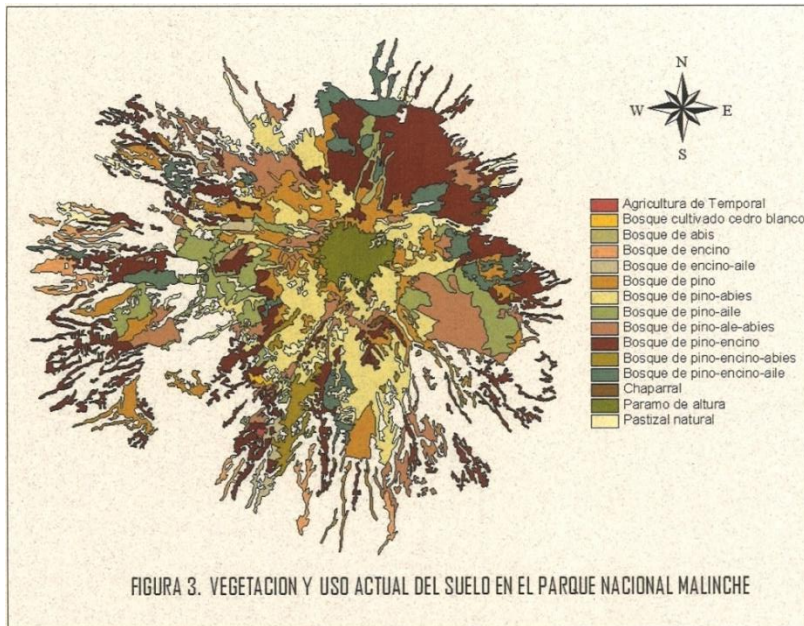 N
W E
S
Agricultura de Temporal
Bosque cultivado cedro blanco
Bosque de abis
Bosque de encino
Bosque de encino-aile
Bosque de pino
Bosque de pino-abies
Bosque de pino-aile
Bosque de pino-ale-abies
Bosque de pino-encino
Bosque de pino-encino-abies
Bosque de pino-encino-aile
Chaparral
Paramo de altura
Pastizal natural
FIGURA 3. VEGETACION Y USO ACTUAL DEL SUELO EN EL PARQUE NACIONAL MALINCHE